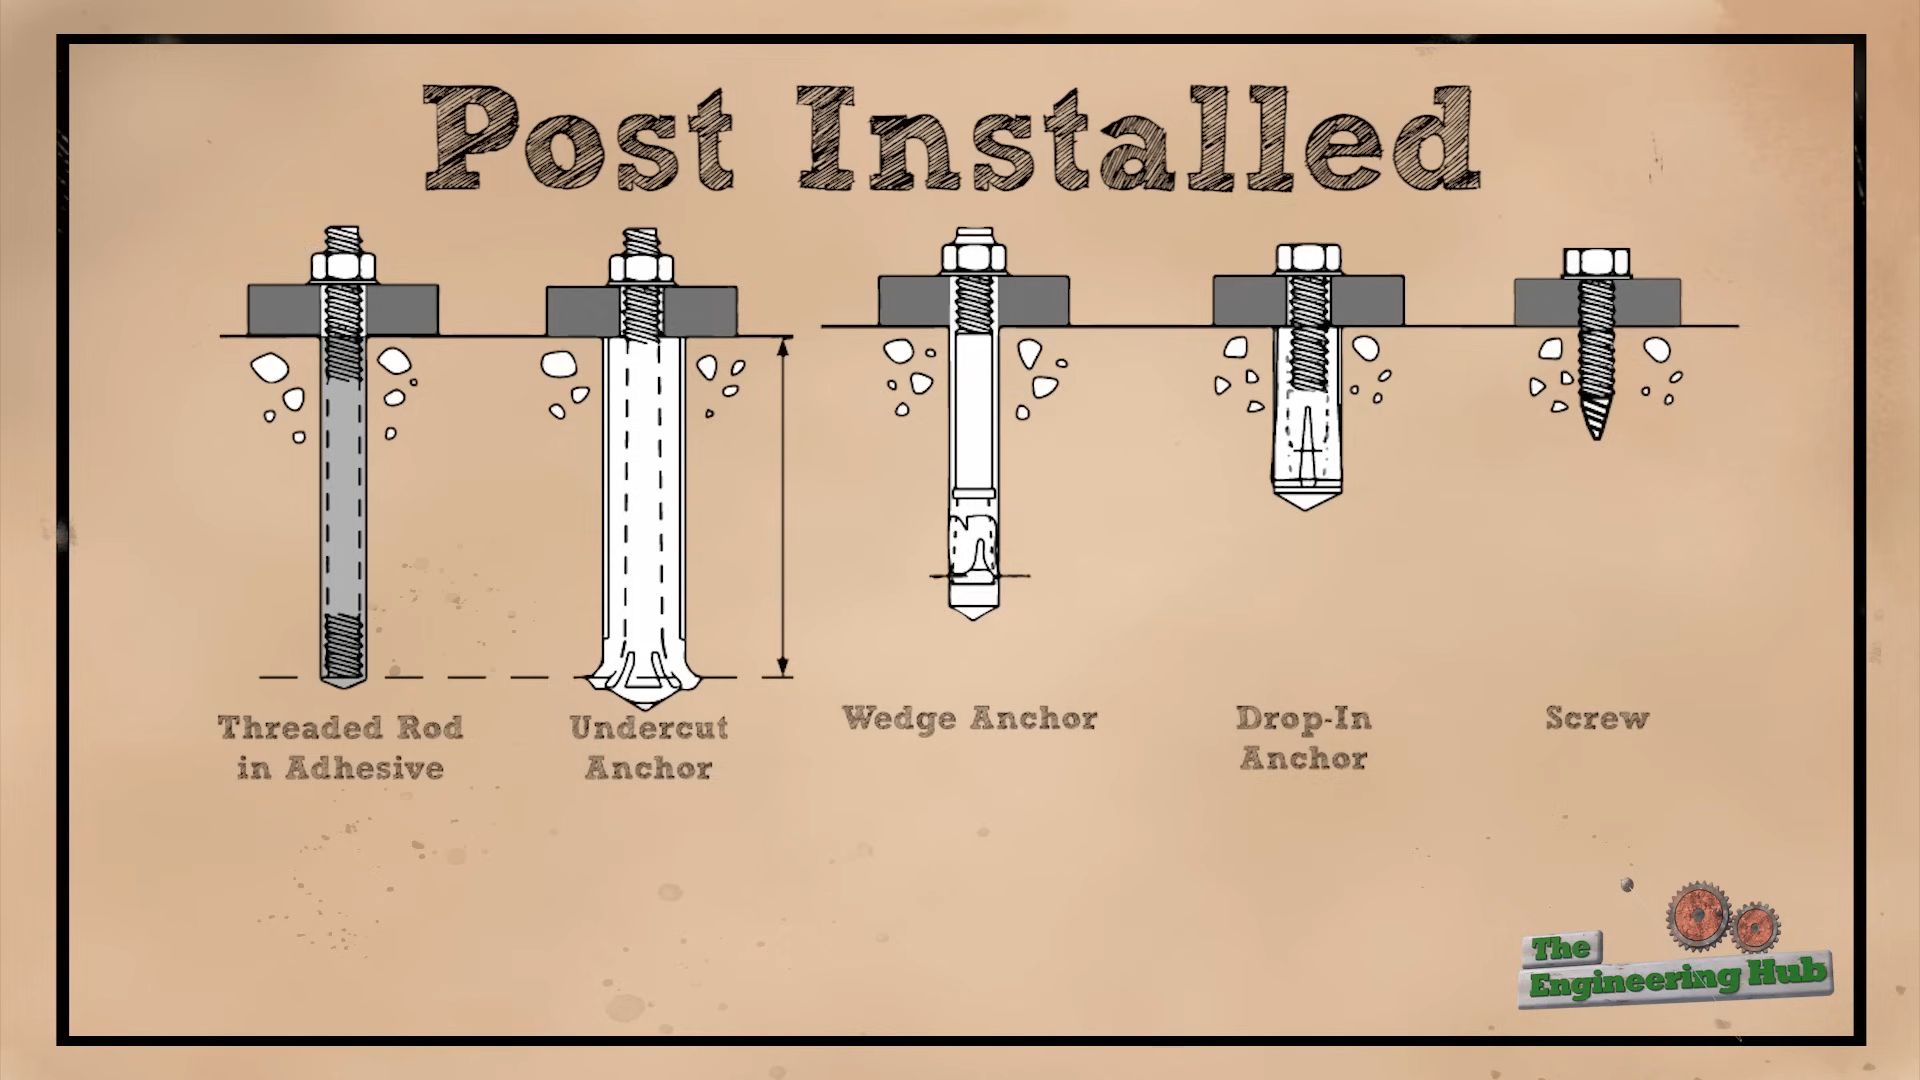 Post Installed
Threaded Rod
in Adhesive
Undercut
Anchor
Wedge Anchor
Drop-In
Anchor
Screw
The
Engineering Hub